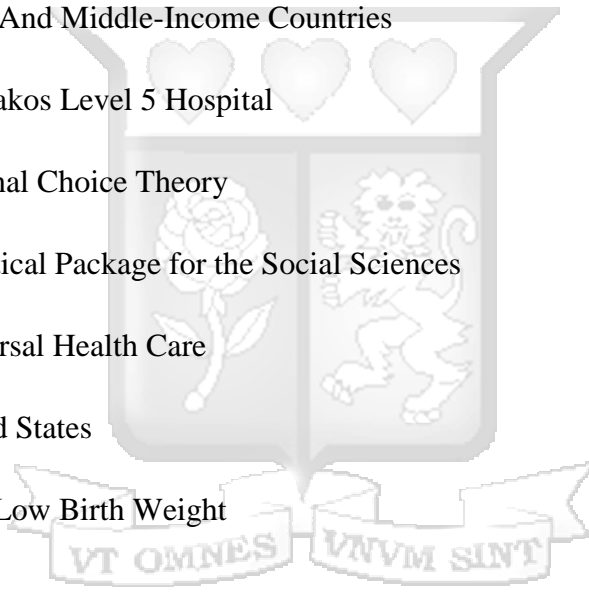 And Middle-Income Countries
akos Level 5 Hospital
nal Choice Theory
tical Package for the Social Sciences
rsal Health Care
d States
Low Birth Weight
VT OMNES VNVM SINT